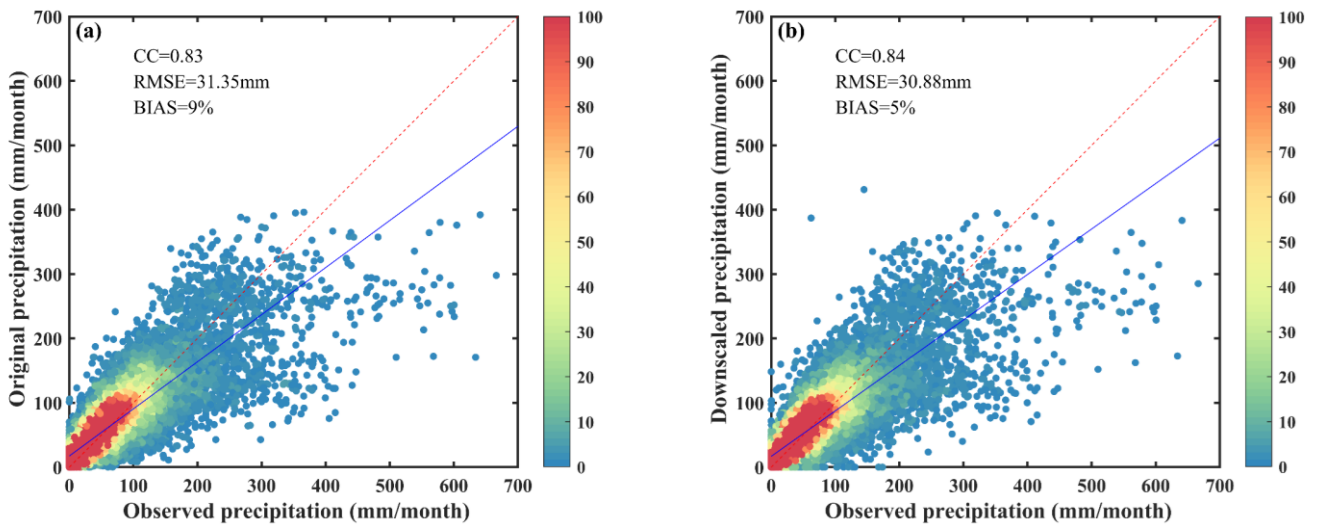 (a)
CC=0.83
RMSE=31.35mm
BIAS=9%
Original precipitation (mm/month)
700
600
500
400
300
200
100
0
0 100 200 300 400 500 600 700
Observed precipitation (mm/month)
100
90
80
70
60
50
40
30
20
10
0
(b)
CC=0.84
RMSE=30.88mm
BIAS=5%
Downscaled precipitation (mm/month)
700
600
500
400
300
200
100
0
0 100 200 300 400 500 600 700
Observed precipitation (mm/month)
100
90
80
70
60
50
40
30
20
10
0